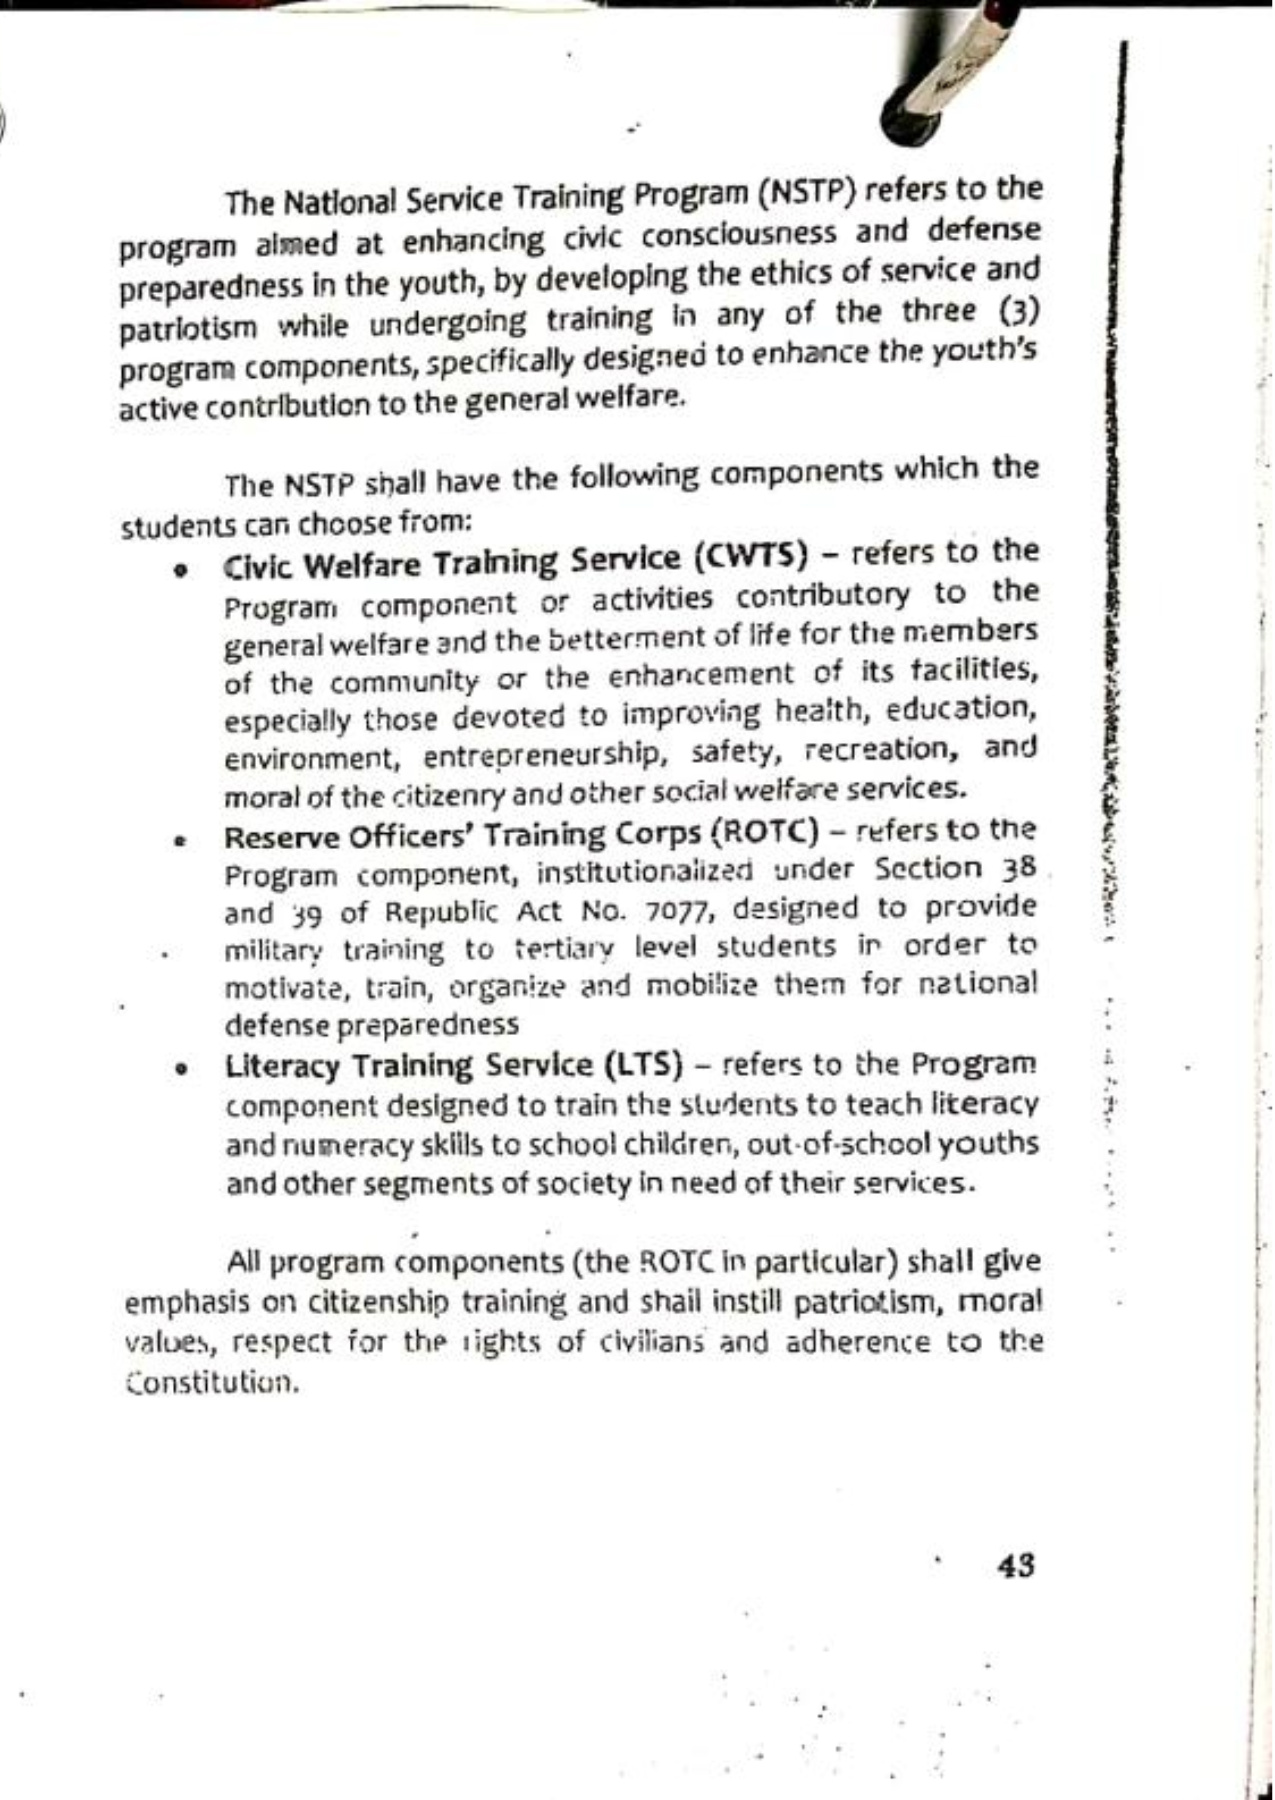 The National Service Training Program (NSTP) refers to the
program aimed at enhancing civic consciousness and defense
preparedness in the youth, by developing the ethics of service and
patriotism while undergoing training in any of the three (3)
program components, specifically designed to enhance the youth's
active contribution to the general welfare.
The NSTP shall have the following components which the
students can choose from:
• Civic Welfare Training Service (CWTS) – refers to the
Program component or activities contributory to the
general welfare and the betterment of life for the members
of the community or the enhancement of its facilities,
especially those devoted to improving health, education,
environment, entrepreneurship, safety, recreation, and
moral of the citizenry and other social welfare services.
• Reserve Officers' Training Corps (ROTC) – refers to the
Program component, institutionalized under Section 38
and 39 of Republic Act No. 7077, designed to provide
military training to tertiary level students in order to
motivate, train, organize and mobilize them for national
defense preparedness
• Literacy Training Service (LTS) – refers to the Program
component designed to train the students to teach literacy
and numeracy skills to school children, out-of-school youths
and other segments of society in need of their services.
All program components (the ROTC in particular) shall give
emphasis on citizenship training and shall instill patriotism, moral
values, respect for the rights of civilians and adherence to the
Constitution.
43